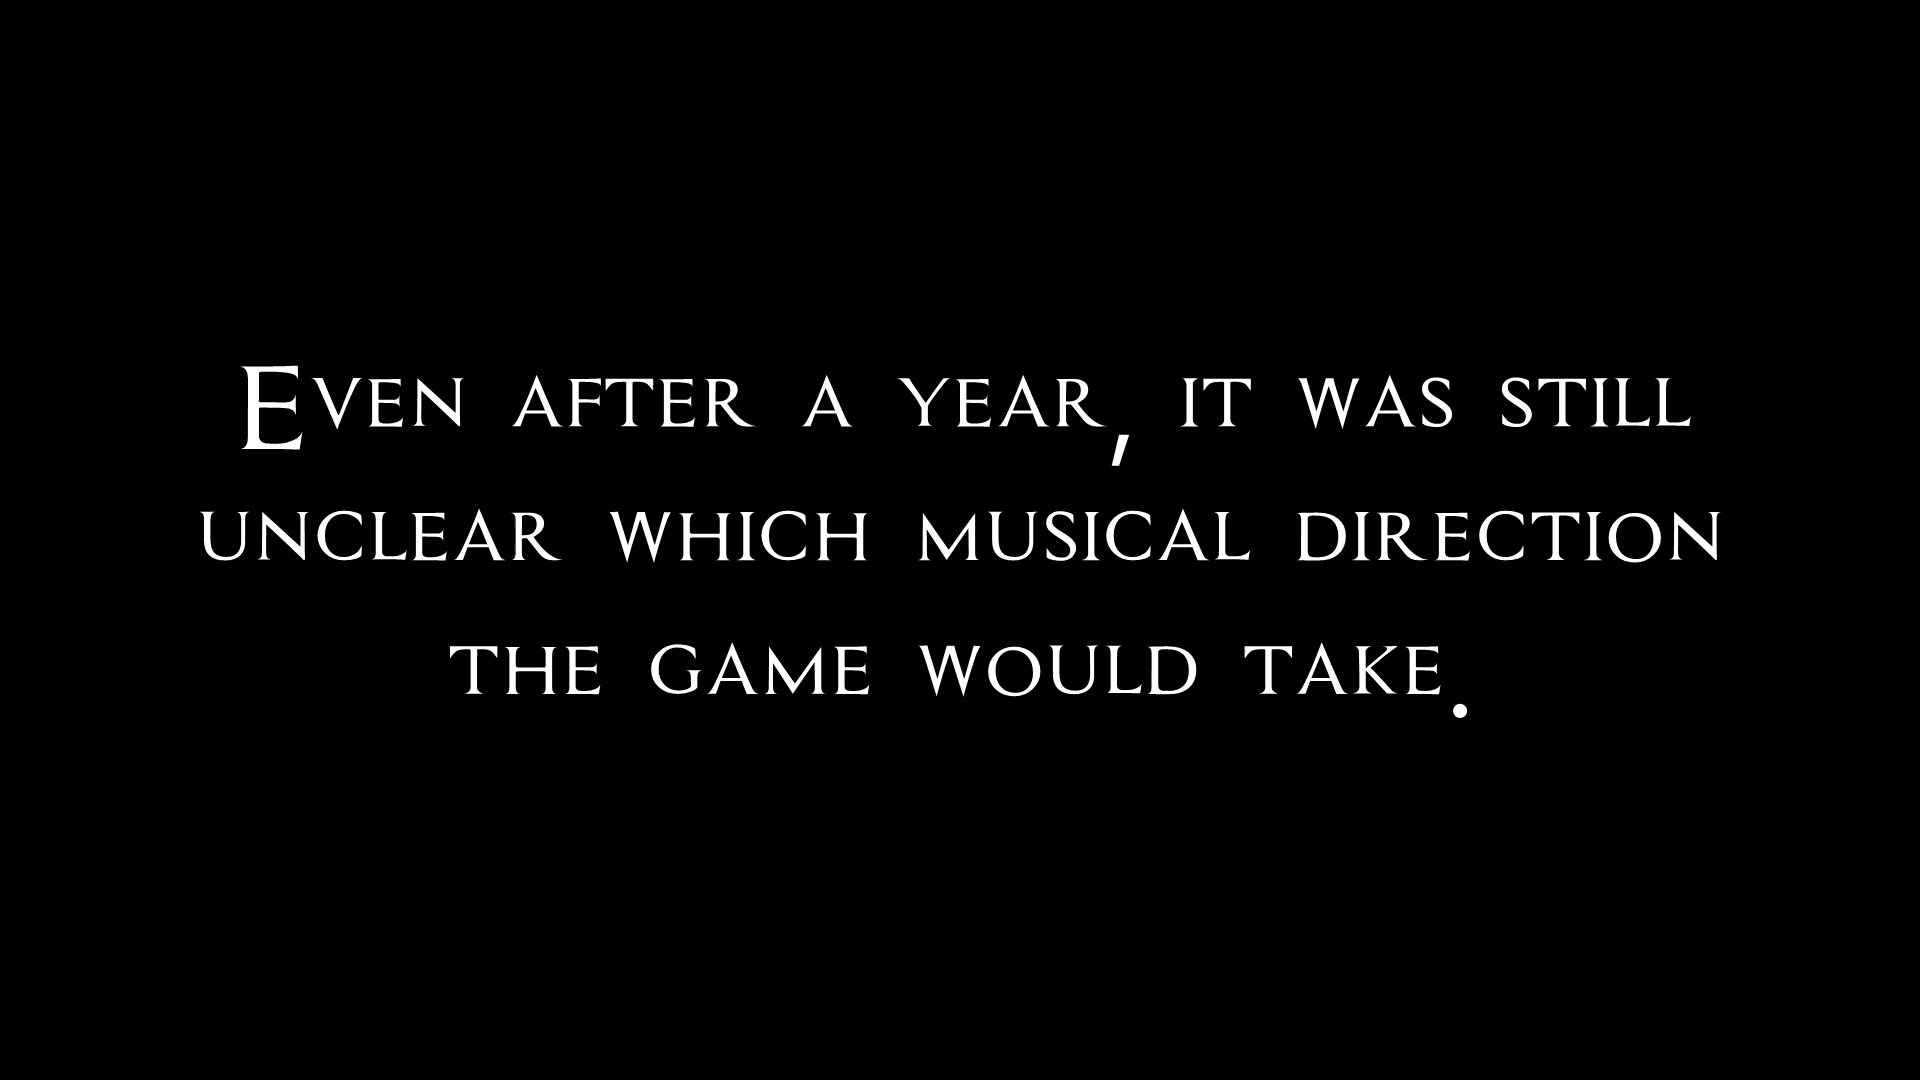 Even after a year, it was still
unclear which musical direction
the game would take.